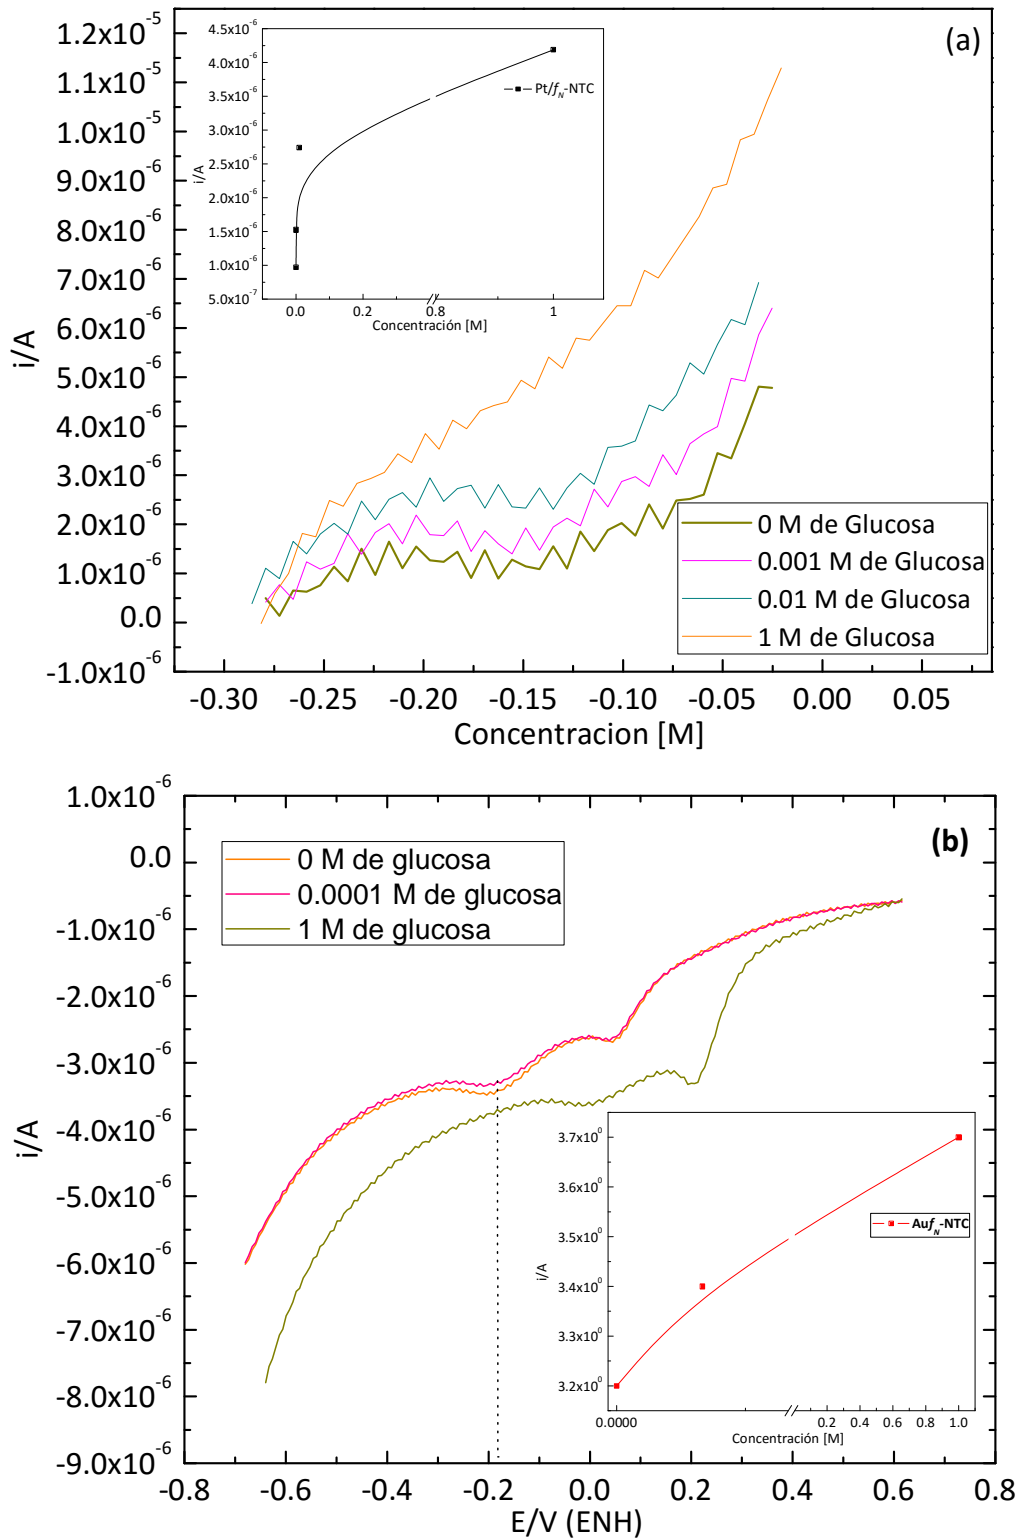 (a)
1.2x10-5
1.1x10-5
1.0x10-5
9.0x10-6
8.0x10-6
7.0x10-6
6.0x10-6
5.0x10-6
4.0x10-6
3.0x10-6
2.0x10-6
1.0x10-6
0.0
-1.0x10-6
i/A
-0.30 -0.25 -0.20 -0.15 -0.10 -0.05 0.00 0.05
Concentracion [M]
0 M de Glucosa
0.001 M de Glucosa
0.01 M de Glucosa
1 M de Glucosa
4.5x10-6
4.0x10-6
3.5x10-6
3.0x10-6
2.5x10-6
2.0x10-6
1.5x10-6
1.0x10-6
5.0x10-7
i/A
Pt/fN-NTC
0.0 0.2 0.8 1
Concentración [M]
(b)
1.0x10-6
0.0
-1.0x10-6
-2.0x10-6
-3.0x10-6
-4.0x10-6
-5.0x10-6
-6.0x10-6
-7.0x10-6
-8.0x10-6
-9.0x10-6
i/A
-0.8 -0.6 -0.4 -0.2 0.0 0.2 0.4 0.6 0.8
E/V (ENH)
0 M de glucosa
0.0001 M de glucosa
1 M de glucosa
3.7x100
3.6x100
3.5x100
3.4x100
3.3x100
3.2x100
i/A
AufN-NTC
0.0000 0.2 0.4 0.6 0.8 1.0
Concentración [M]